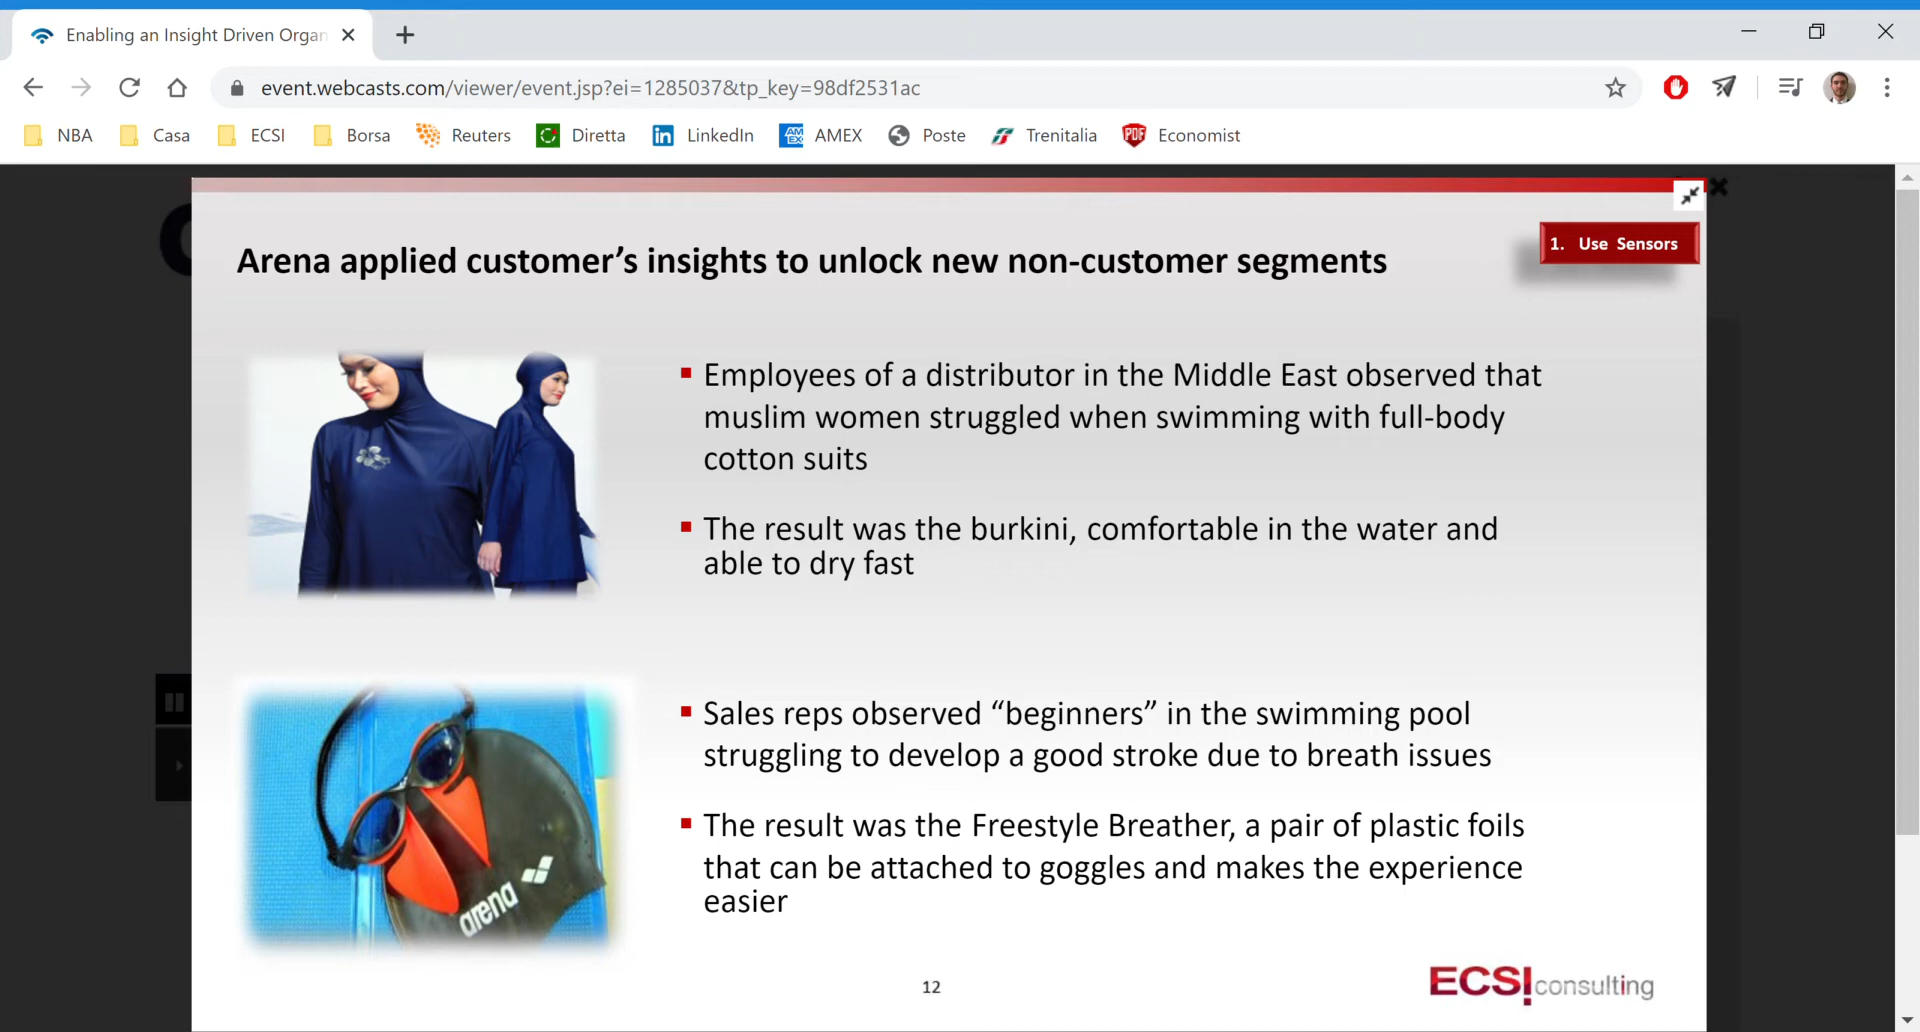 Enabling an Insight Driven Organ
event.webcasts.com/viewer/event.jsp?ei=1285037&tp_key=98df2531ac
NBA Casa ECSI Borsa Reuters Diretta LinkedIn AMEX Poste Trenitalia Economist
1. Use Sensors
Arena applied customer’s insights to unlock new non-customer segments
▪ Employees of a distributor in the Middle East observed that
muslim women struggled when swimming with full-body
cotton suits
▪ The result was the burkini, comfortable in the water and
able to dry fast
▪ Sales reps observed “beginners” in the swimming pool
struggling to develop a good stroke due to breath issues
▪ The result was the Freestyle Breather, a pair of plastic foils
that can be attached to goggles and makes the experience
easier
arena
12
ECSI consulting